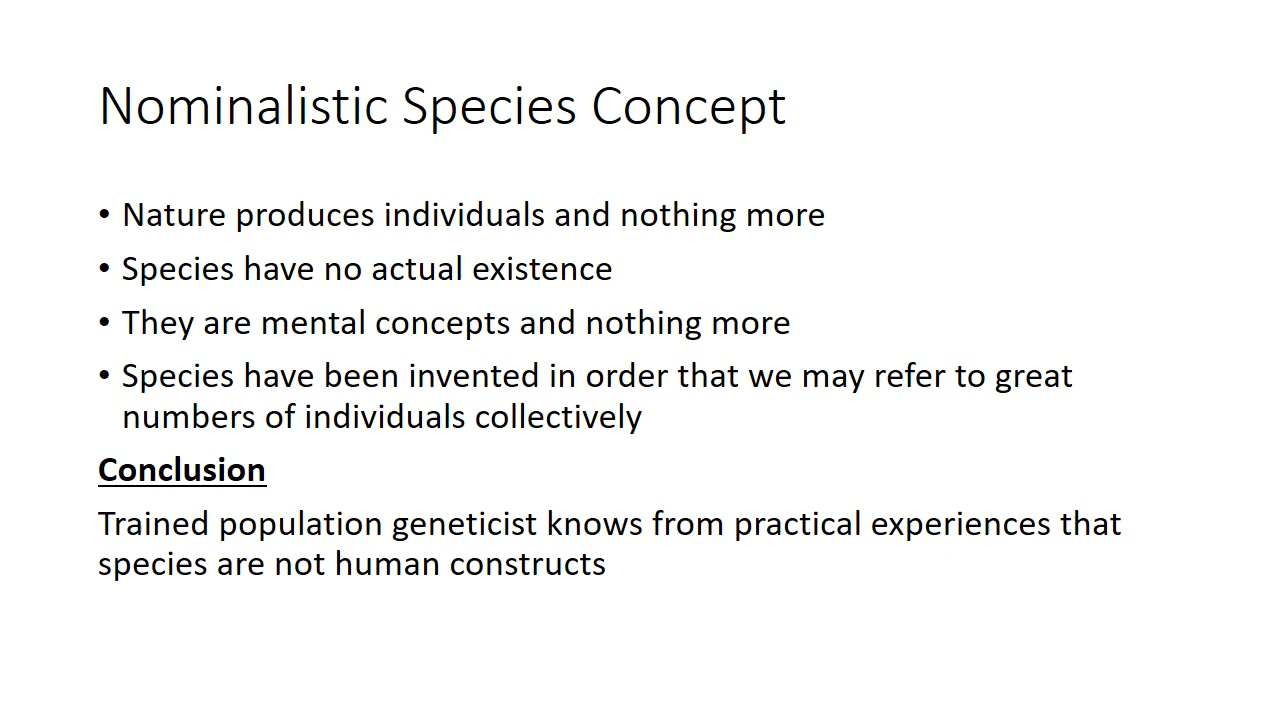 Nominalistic Species Concept
• Nature produces individuals and nothing more
• Species have no actual existence
• They are mental concepts and nothing more
• Species have been invented in order that we may refer to great
numbers of individuals collectively
Conclusion
Trained population geneticist knows from practical experiences that
species are not human constructs